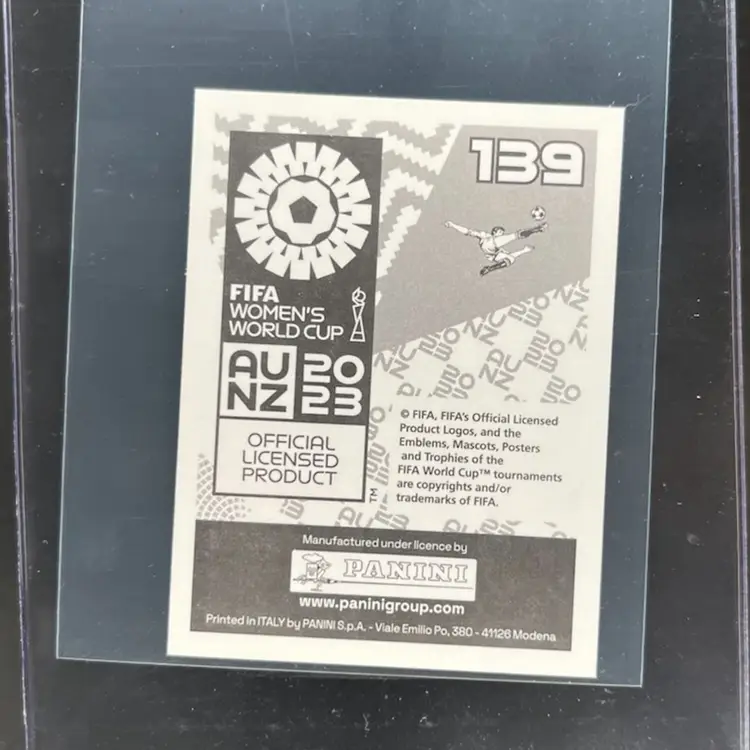 139
FIFA
WOMEN'S
WORLD CUP
AU 20
NZ 23
OFFICIAL
LICENSED
PRODUCT
TM
© FIFA, FIFA's Official Licensed
Product Logos, and the
Emblems, Mascots, Posters
and Trophies of the
FIFA World Cup™ tournaments
are copyrights and/or
trademarks of FIFA.
Manufactured under licence by
PANINI
www.paninigroup.com
Printed in ITALY by PANINI S.p.A. - Viale Emilio Po, 380 - 41126 Modena